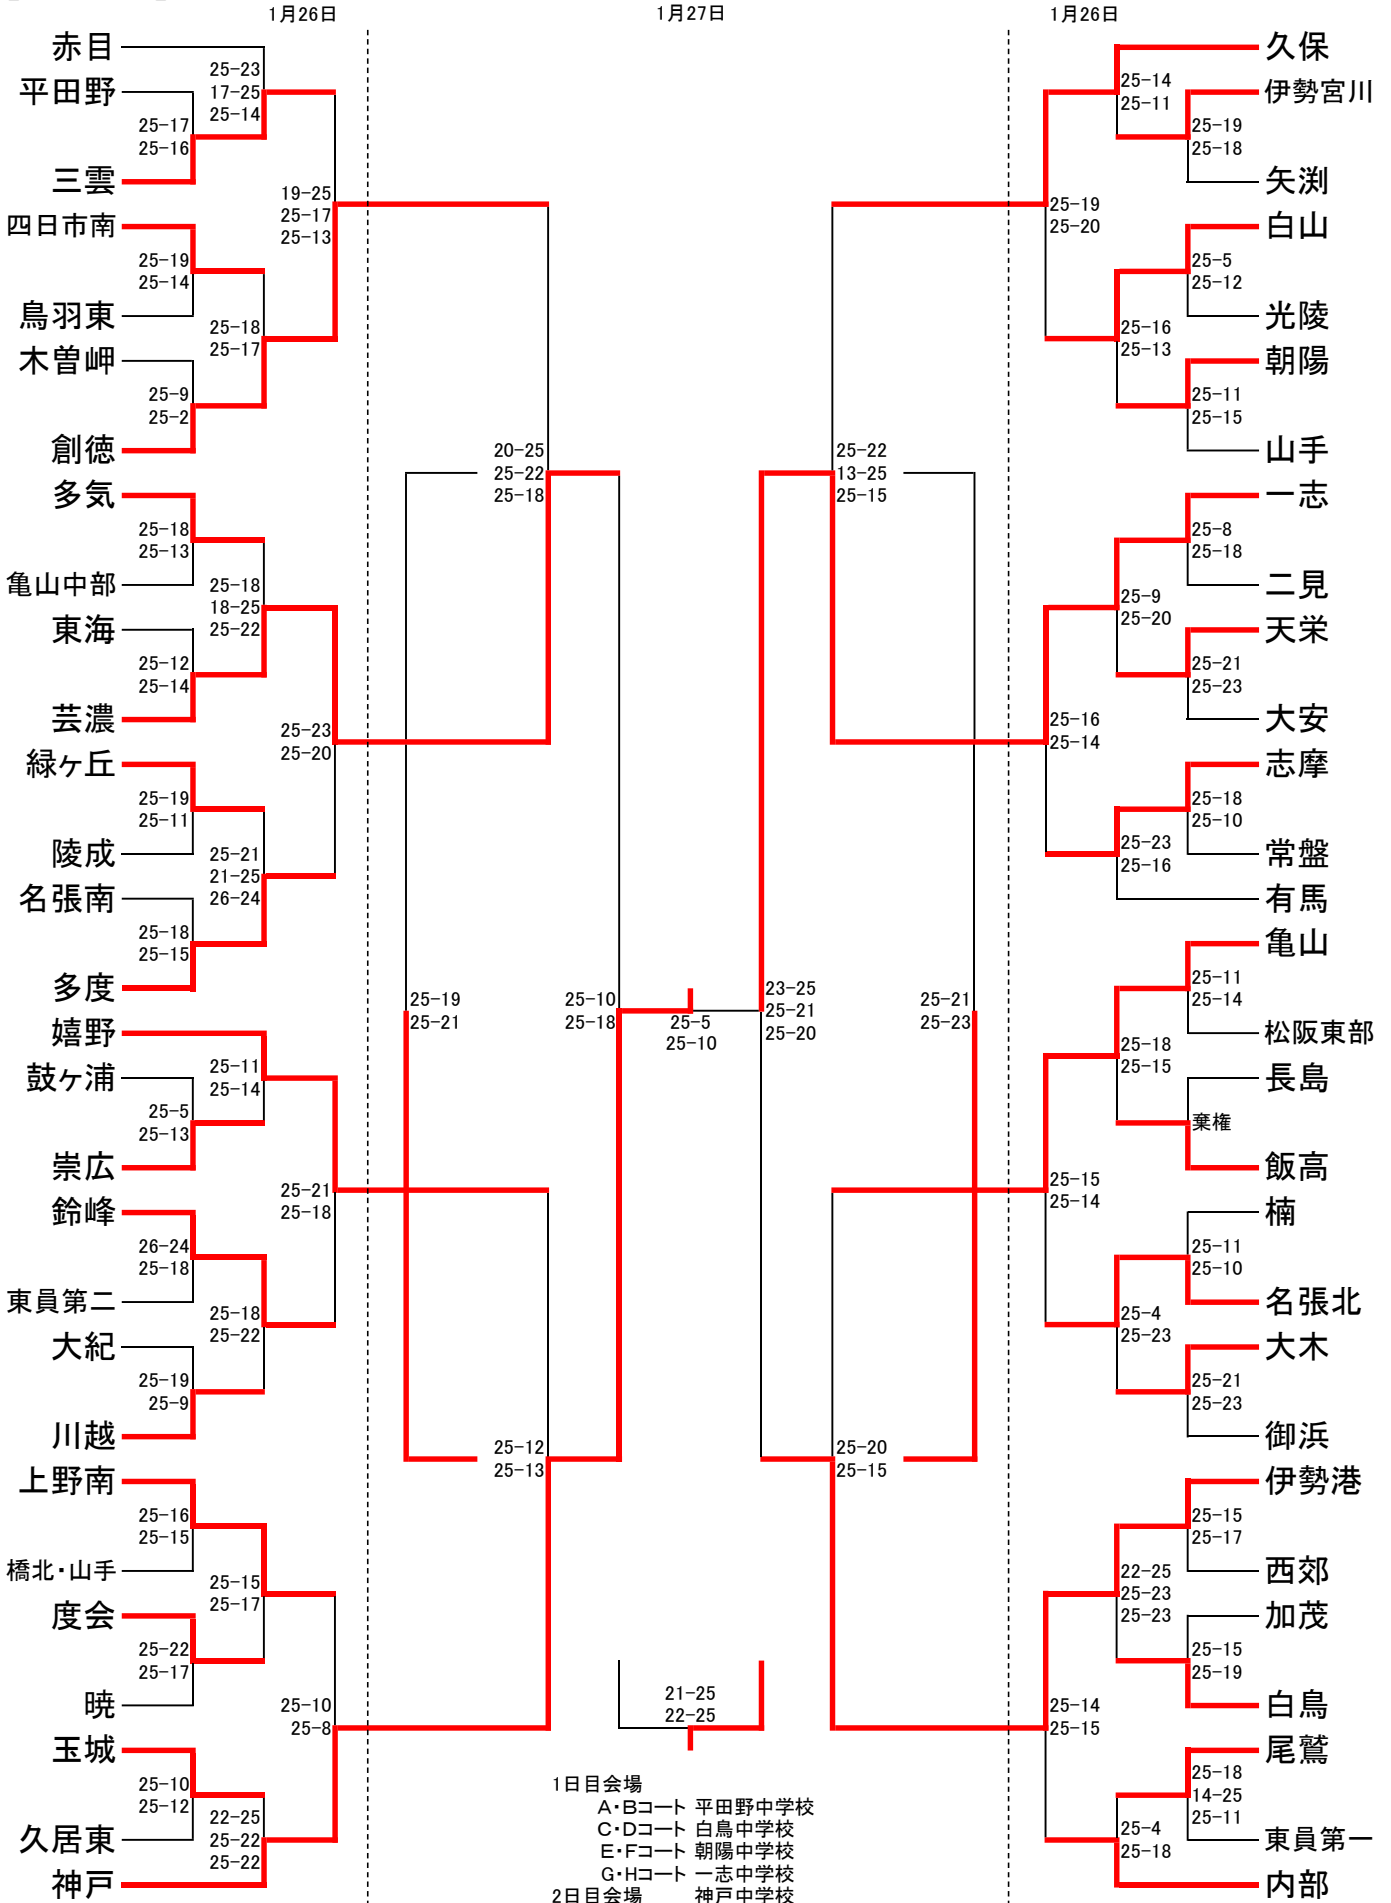 1月26日
1月27日
1月26日
赤目
平田野
三雲
四日市南
鳥羽東
木曽岬
創徳
多気
亀山中部
東海
芸濃
緑ヶ丘
陵成
名張南
多度
嬉野
鼓ヶ浦
崇広
鈴峰
東員第二
大紀
川越
上野南
橋北・山手
度会
暁
玉城
久居東
神戸
25-17
25-16
25-19
25-14
25-9
25-2
25-18
25-13
25-12
25-14
25-19
25-11
25-18
25-15
25-5
25-13
26-24
25-18
25-19
25-9
25-16
25-15
25-22
25-17
25-10
25-12
25-23
17-25
25-14
25-18
25-17
25-18
18-25
25-22
25-21
21-25
26-24
25-11
25-14
25-18
25-22
25-15
25-17
22-25
25-22
25-22
19-25
25-17
25-13
25-23
25-20
25-21
25-18
25-10
25-8
25-19
25-21
20-25
25-22
25-18
25-12
25-13
25-10
25-18
25-5
25-10
21-25
22-25
23-25
25-21
25-20
25-22
13-25
25-15
25-20
25-15
25-21
25-23
25-19
25-20
25-16
25-14
25-15
25-14
25-14
25-15
25-14
25-11
25-16
25-13
25-9
25-20
25-23
25-16
25-18
25-15
25-4
25-23
22-25
25-23
25-23
25-4
25-18
25-19
25-18
25-5
25-12
25-11
25-15
25-8
25-18
25-21
25-23
25-18
25-10
25-11
25-14
棄権
25-11
25-10
25-21
25-23
25-15
25-17
25-15
25-19
25-18
14-25
25-11
久保
伊勢宮川
矢渕
白山
光陵
朝陽
山手
一志
二見
天栄
大安
志摩
常盤
有馬
亀山
松阪東部
長島
飯高
楠
名張北
大木
御浜
伊勢港
西郊
加茂
白鳥
尾鷲
東員第一
内部
1日目会場
A・Bコート 平田野中学校
C・Dコート 白鳥中学校
E・Fコート 朝陽中学校
G・Hコート 一志中学校
2日目会場 神戸中学校